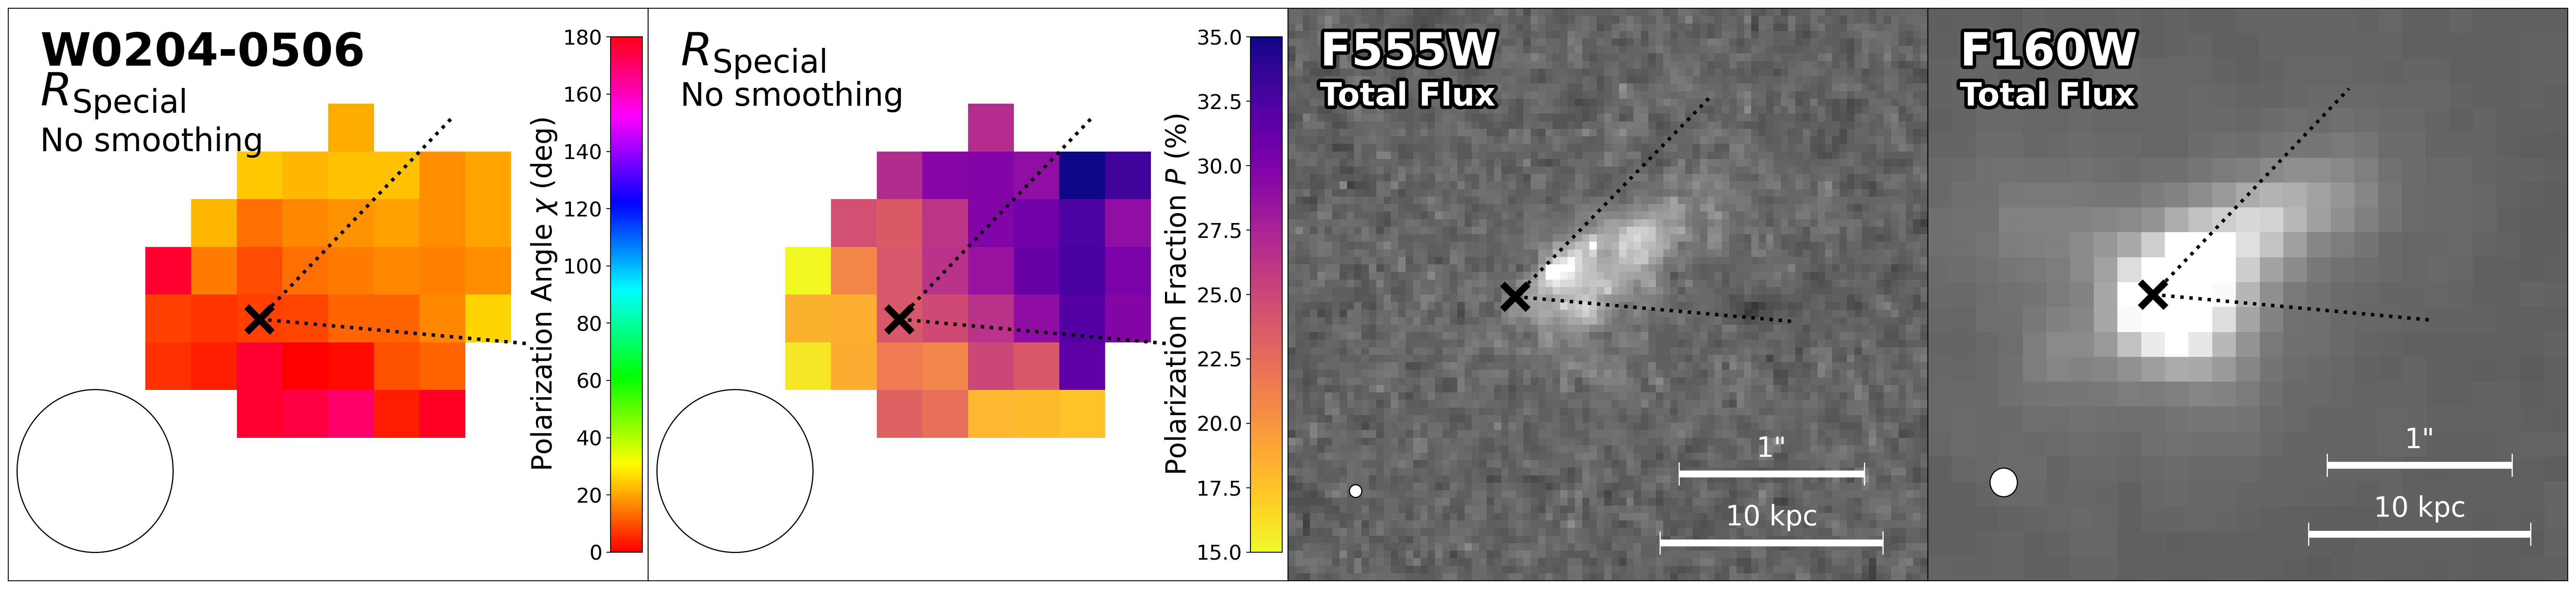 W0204-0506
R_Special
No smoothing
180
160
140
120
100
80
60
40
20
0
Polarization Angle χ (deg)
R_Special
No smoothing
35.0
32.5
30.0
27.5
25.0
22.5
20.0
17.5
15.0
Polarization Fraction P (%)
F555W
Total Flux
1"
10 kpc
F160W
Total Flux
1"
10 kpc